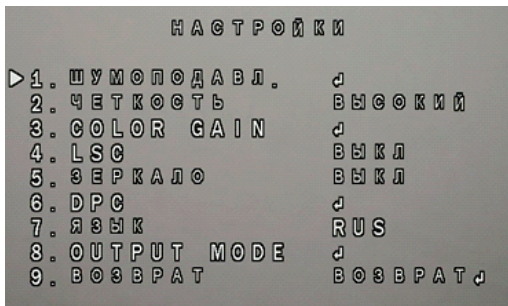 НАСТРОЙКИ
1. ШУМОПОДАВЛ. ↲
2. ЧЕТКОСТЬ ВЫСОКИЙ
3. COLOR GAIN ↲
4. LSC ВЫКЛ
5. ЗЕРКАЛО ВЫКЛ
6. DPC ↲
7. ЯЗЫК RUS
8. OUTPUT MODE ↲
9. ВОЗВРАТ ВОЗВРАТ↲